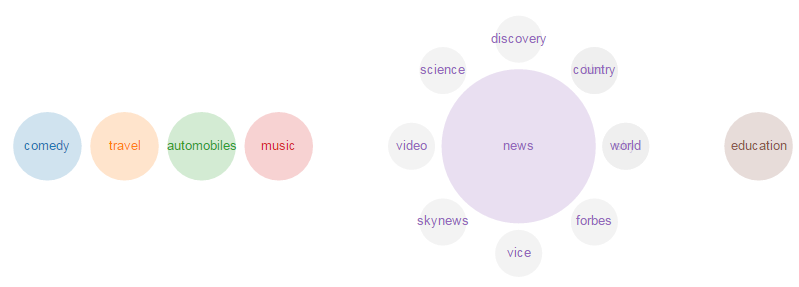 discovery
science
country
comedy
travel
automobiles
music
video
news
world
education
skynews
forbes
vice